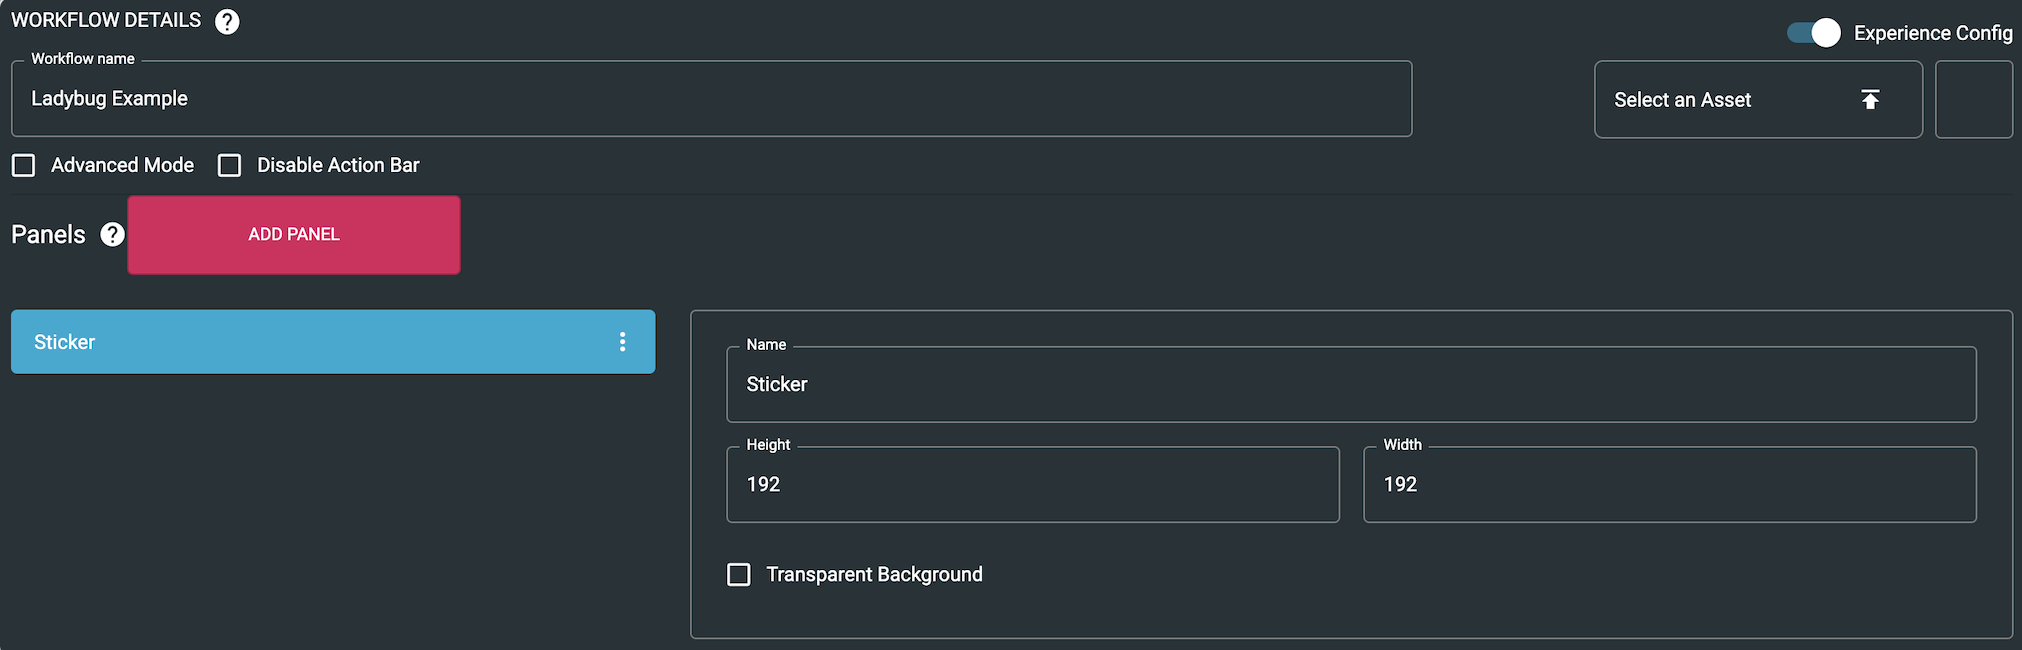 WORKFLOW DETAILS ?
Experience Config
Workflow name
Ladybug Example
Select an Asset
Advanced Mode
Disable Action Bar
Panels ?
ADD PANEL
Sticker
Name
Sticker
Height
192
Width
192
Transparent Background